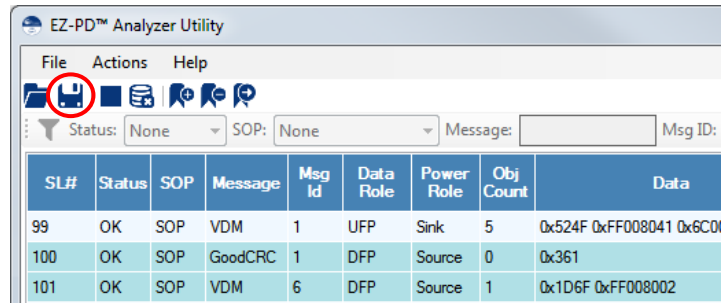 EZ-PD™ Analyzer Utility
File Actions Help
Status: None SOP: None Message: Msg ID:
SL# Status SOP Message Msg Id Data Role Power Role Obj Count Data
99 OK SOP VDM 1 UFP Sink 5 0x524F 0xFF008041 0x6C00
100 OK SOP GoodCRC 1 DFP Source 0 0x361
101 OK SOP VDM 6 DFP Source 1 0x1D6F 0xFF008002